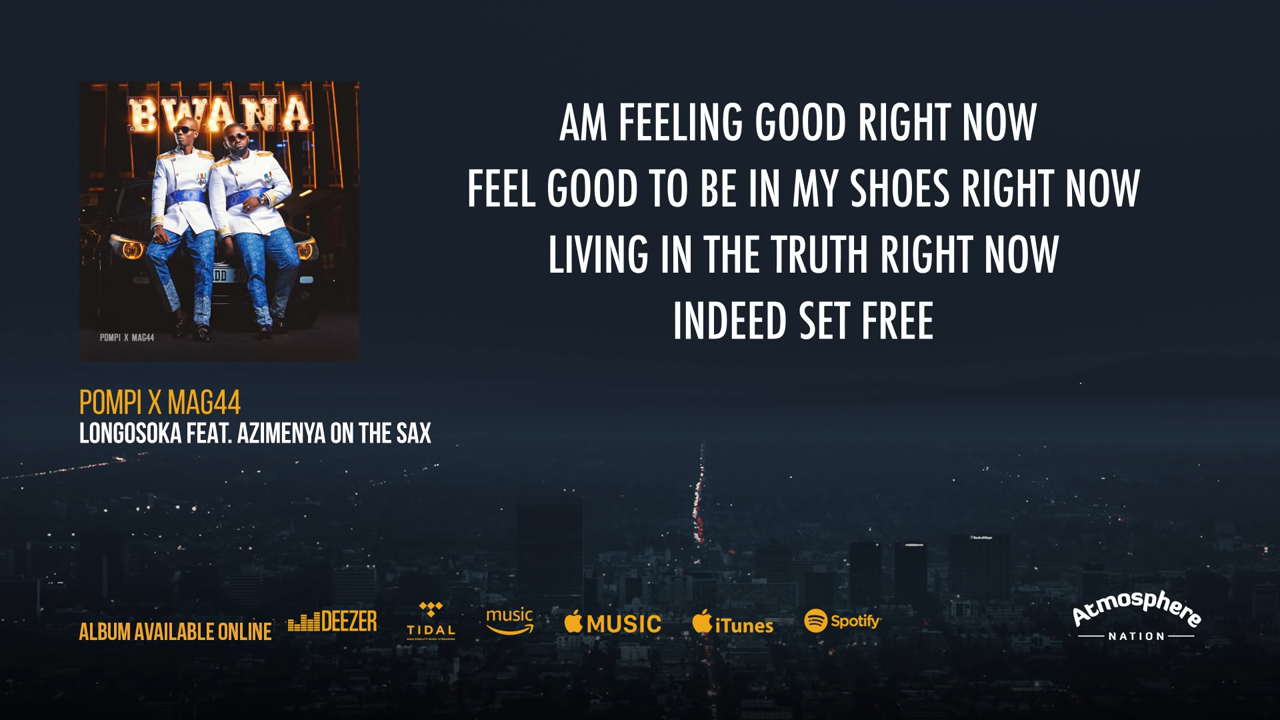 BWANA
POMPI X MAG44
AM FEELING GOOD RIGHT NOW
FEEL GOOD TO BE IN MY SHOES RIGHT NOW
LIVING IN THE TRUTH RIGHT NOW
INDEED SET FREE
POMPI X MAG44
LONGOSOKA FEAT. AZIMENYA ON THE SAX
ALBUM AVAILABLE ONLINE
DEEZER
TIDAL
music
MUSIC
iTunes
Spotify
Atmosphere
NATION